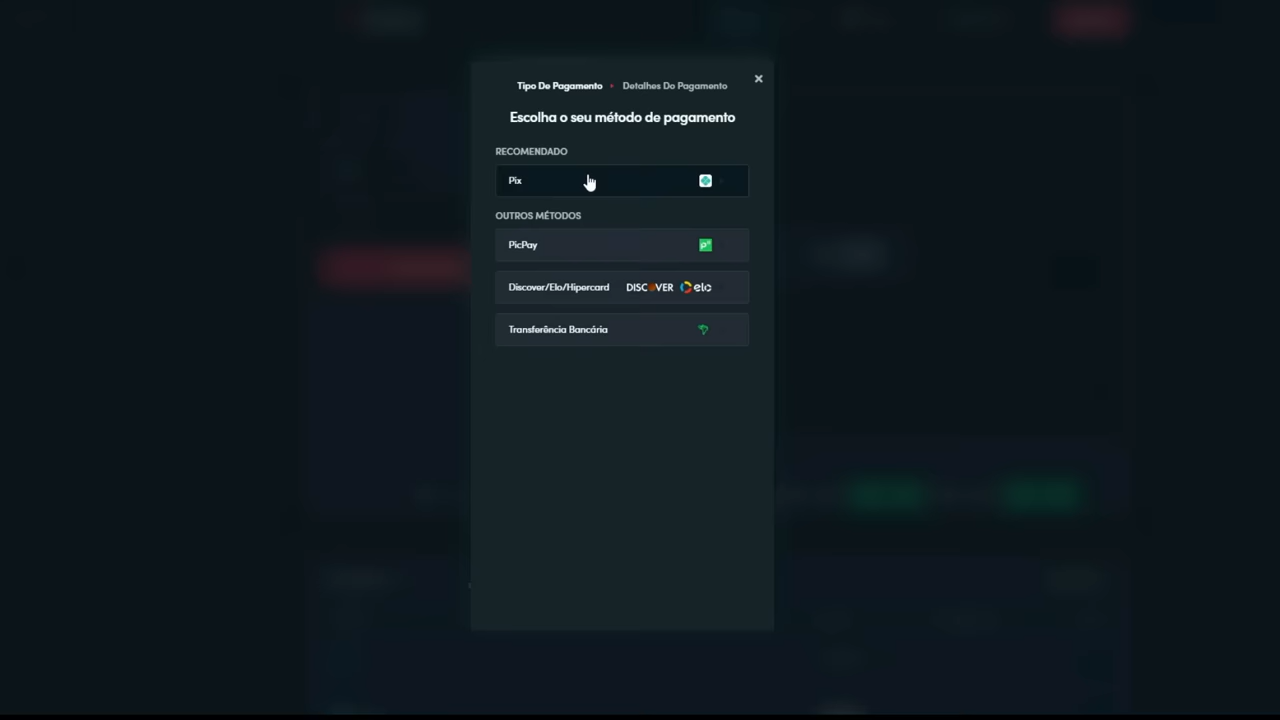 Tipo De Pagamento Detalhes Do Pagamento
Escolha o seu método de pagamento
RECOMENDADO
Pix
OUTROS MÉTODOS
PicPay
Discover/Elo/Hipercard DISCOVER elo
Transferência Bancária